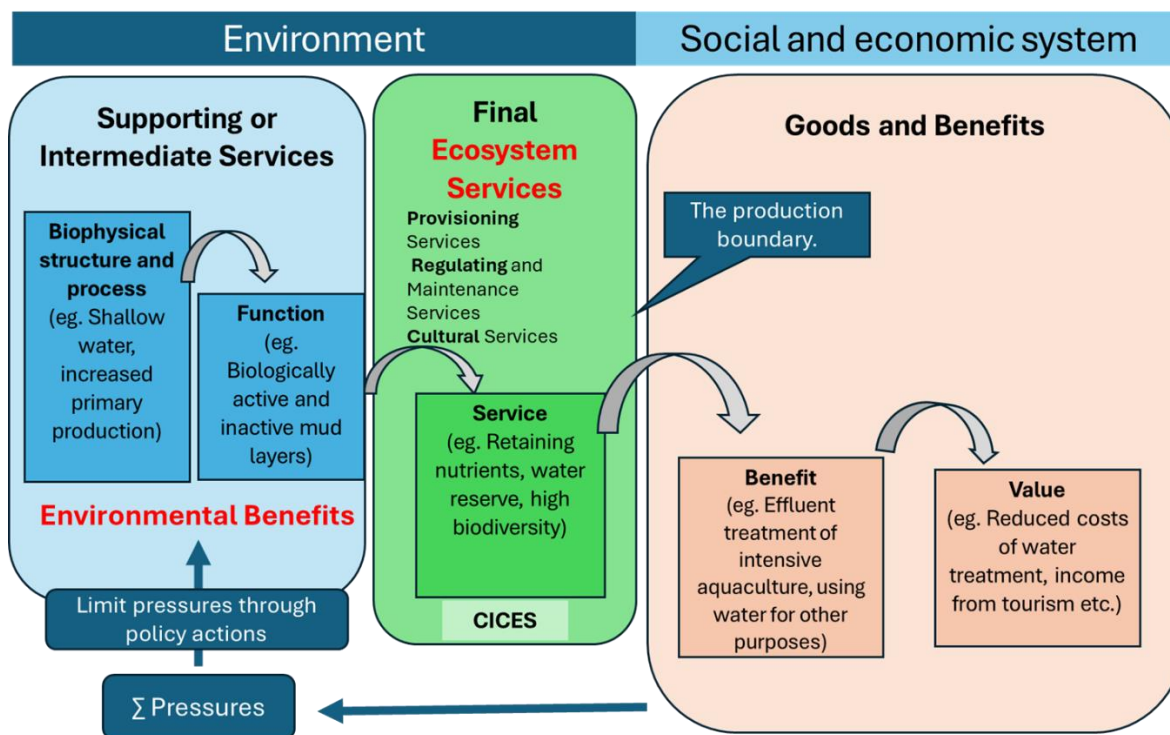 Environment
Social and economic system
Supporting or
Intermediate Services
Biophysical
structure and
process
(eg. Shallow
water,
increased
primary
production)
Function
(eg.
Biologically
active and
inactive mud
layers)
Environmental Benefits
Limit pressures through
policy actions
∑ Pressures
Final
Ecosystem
Services
Provisioning
Services
Regulating and
Maintenance
Services
Cultural Services
Service
(eg. Retaining
nutrients, water
reserve, high
biodiversity)
CICES
Goods and Benefits
The production
boundary.
Benefit
(eg. Effluent
treatment of
intensive
aquaculture, using
water for other
purposes)
Value
(eg. Reduced costs
of water
treatment, income
from tourism etc.)